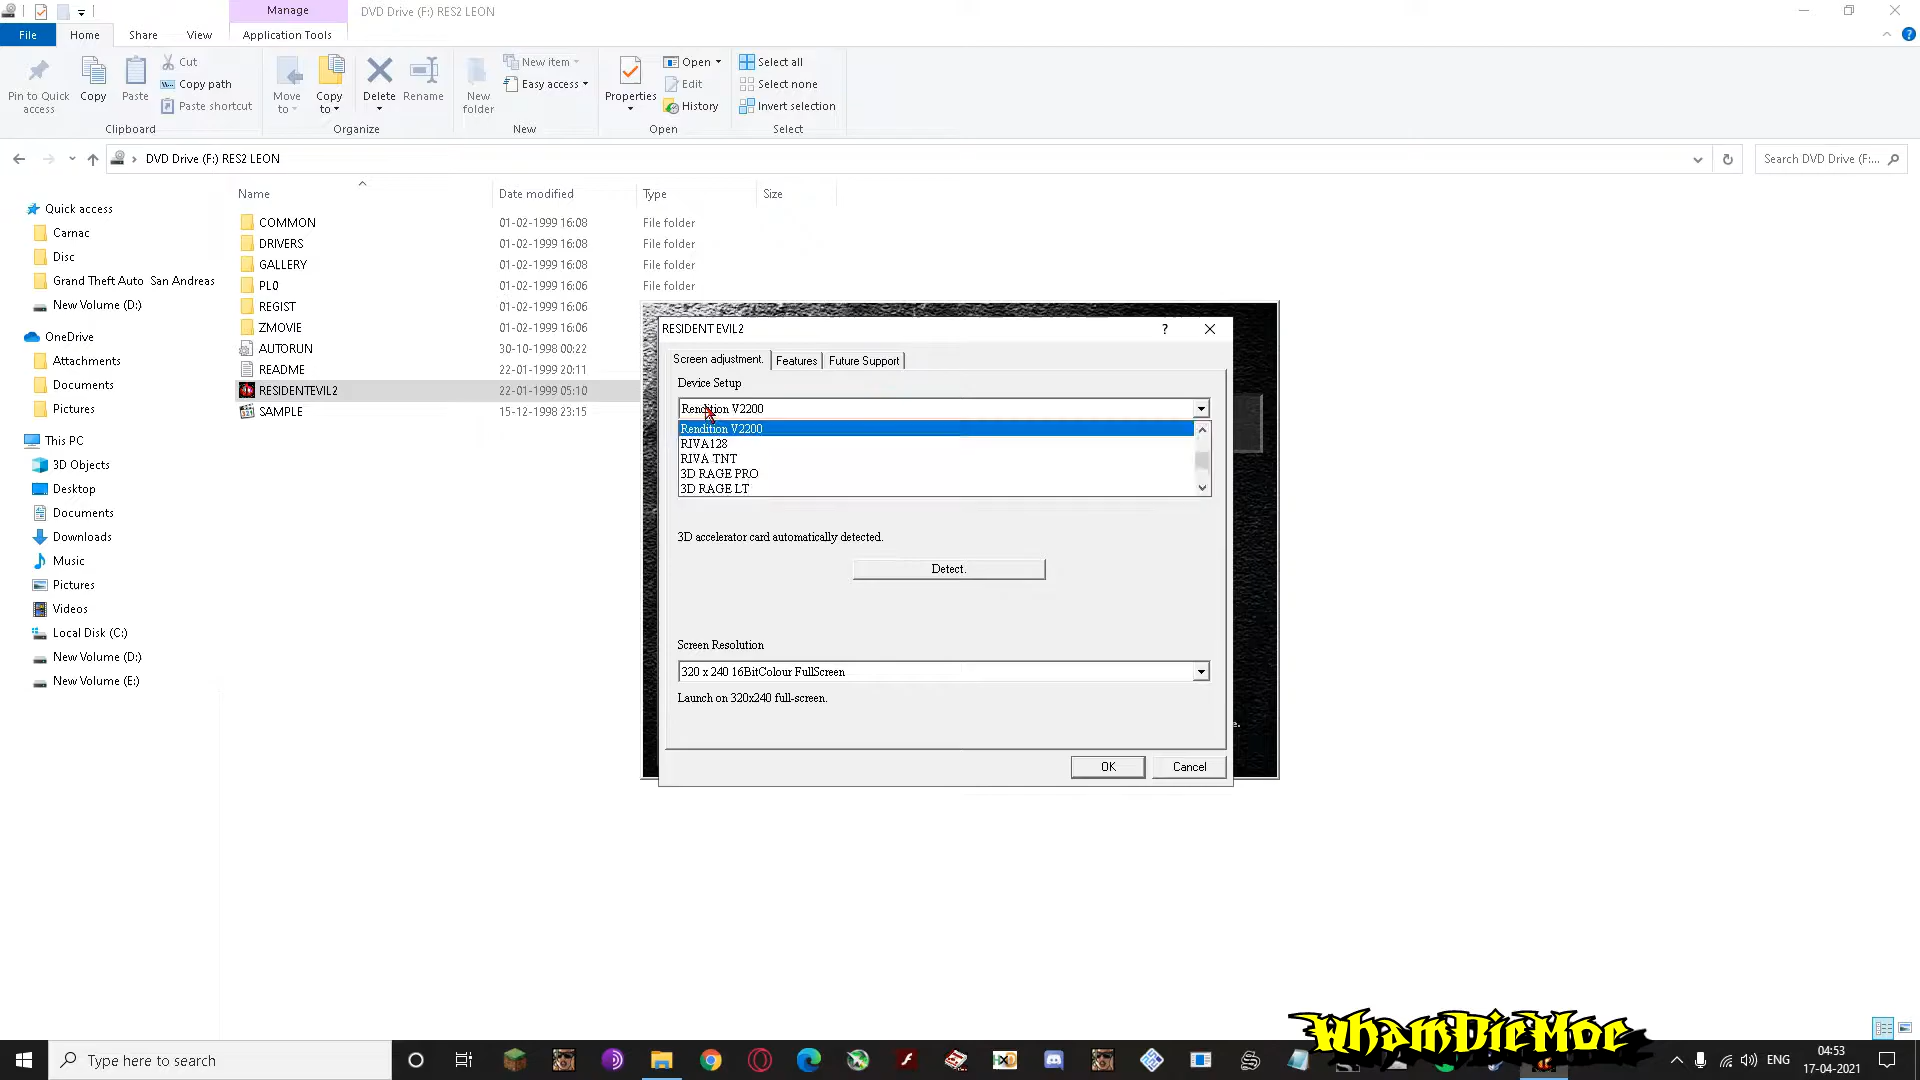 Manage
DVD Drive (F:) RES2 LEON
File
Home
Share
View
Application Tools
Pin to Quick access
Copy
Paste
Cut
Copy path
Paste shortcut
Clipboard
Move to
Copy to
Delete
Rename
Organize
New folder
New item
Easy access
New
Properties
Open
Edit
History
Open
Select all
Select none
Invert selection
Select
DVD Drive (F:) RES2 LEON
Search DVD Drive (F:...
Name
Date modified
Type
Size
Quick access
Carnac
Disc
Grand Theft Auto San Andreas
New Volume (D:)
OneDrive
Attachments
Documents
Pictures
This PC
3D Objects
Desktop
Documents
Downloads
Music
Pictures
Videos
Local Disk (C:)
New Volume (D:)
New Volume (E:)
COMMON 01-02-1999 16:08 File folder
DRIVERS 01-02-1999 16:08 File folder
GALLERY 01-02-1999 16:08 File folder
PL0 01-02-1999 16:06 File folder
REGIST 01-02-1999 16:06
ZMOVIE 01-02-1999 16:06
AUTORUN 30-10-1998 00:22
README 22-01-1999 20:11
RESIDENTEVIL2 22-01-1999 05:10
SAMPLE 15-12-1998 23:15
RESIDENT EVIL2
Screen adjustment.
Features
Future Support
Device Setup
Rendition V2200
Rendition V2200
RIVA128
RIVA TNT
3D RAGE PRO
3D RAGE LT
3D accelerator card automatically detected.
Detect.
Screen Resolution
320 x 240 16BitColour FullScreen
Launch on 320x240 full-screen.
OK
Cancel
WhamDicMoe
Type here to search
ENG
04:53
17-04-2021